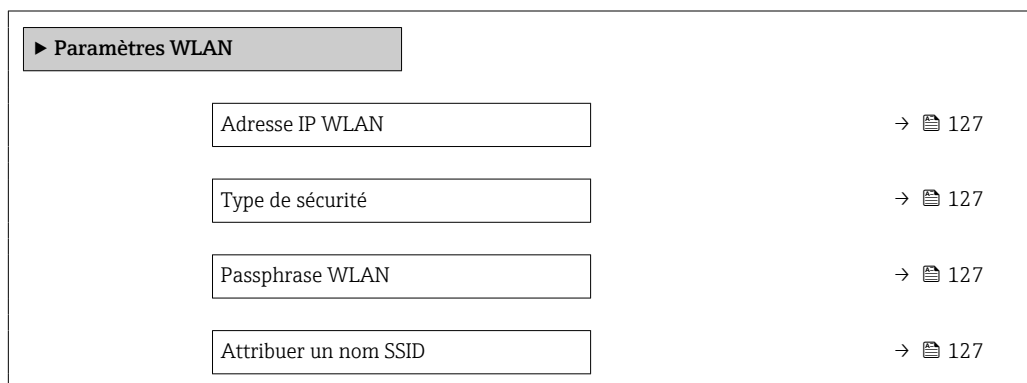 ▶ Paramètres WLAN
Adresse IP WLAN → 127
Type de sécurité → 127
Passphrase WLAN → 127
Attribuer un nom SSID → 127